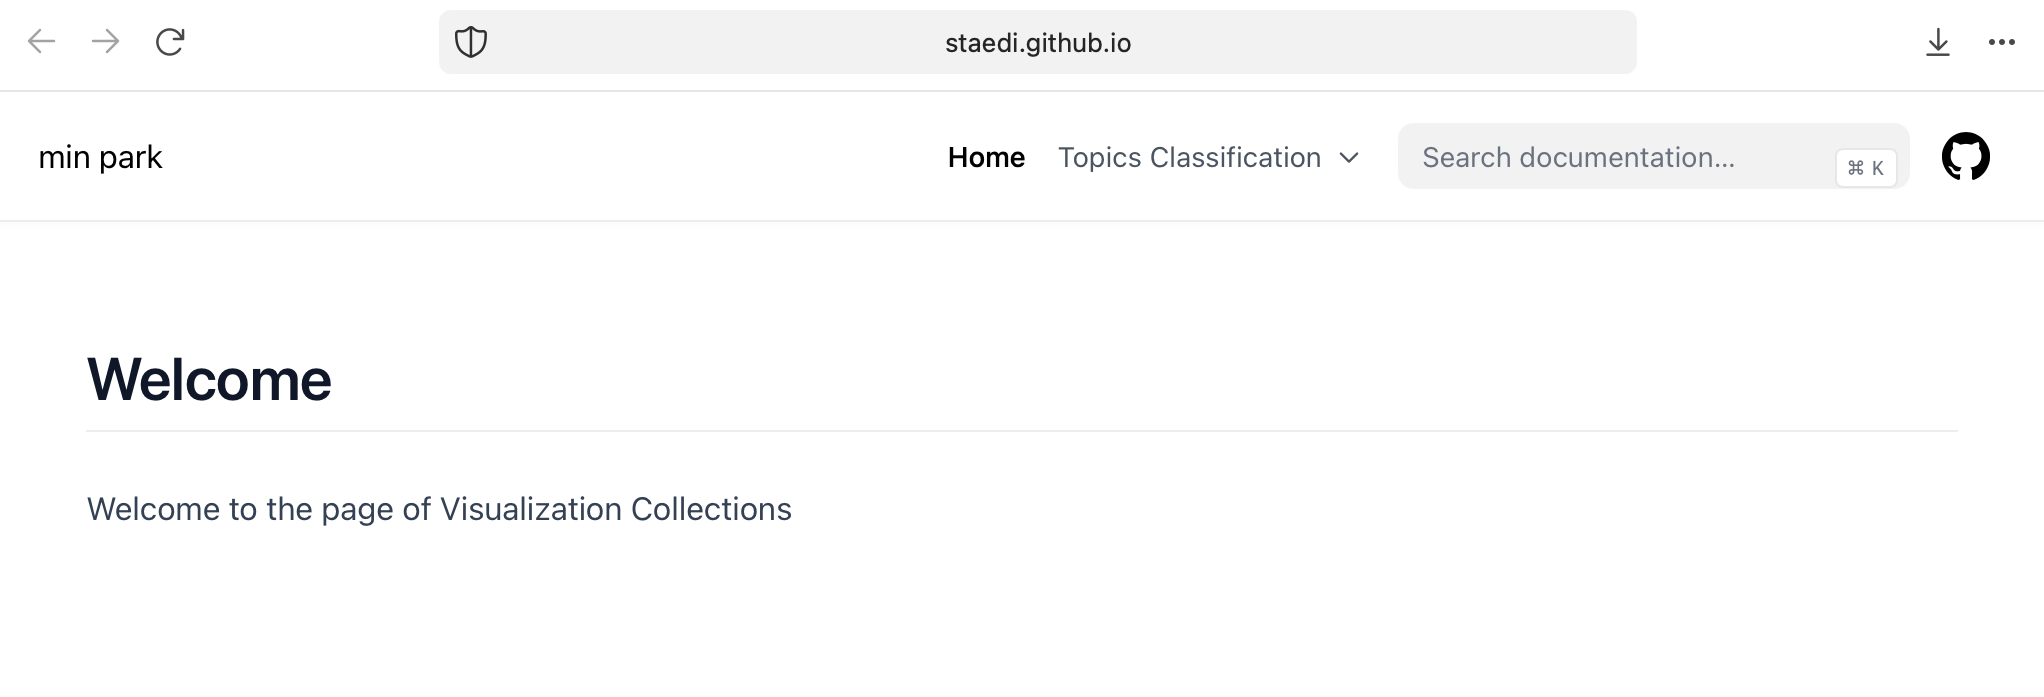 staedi.github.io
min park
Home
Topics Classification
Search documentation...
⌘ K
Welcome
Welcome to the page of Visualization Collections